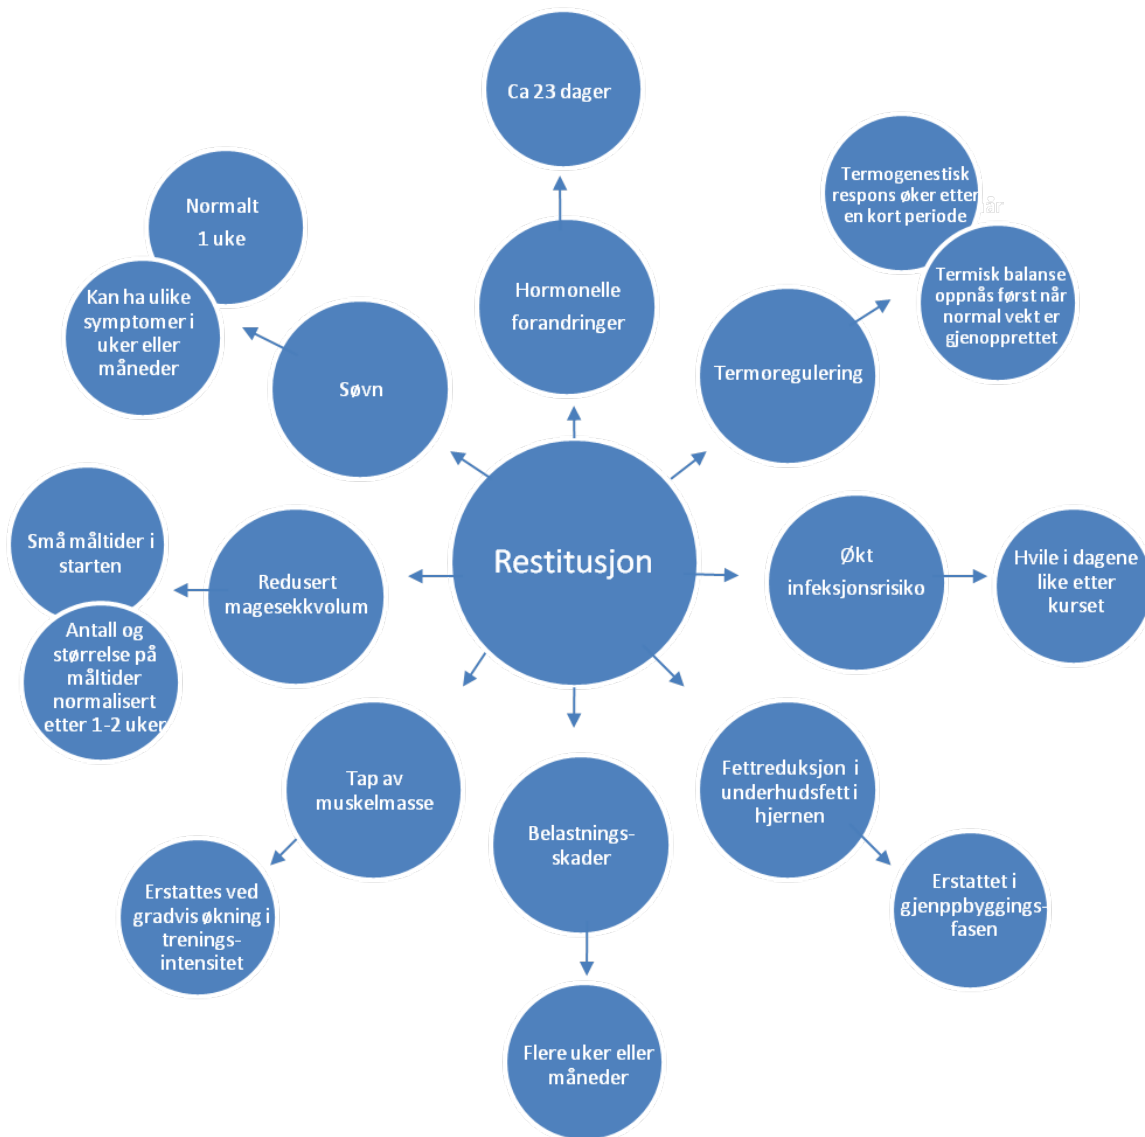 Ca 23 dager
Termogenestisk
respons øker etter
en kort periode
når
Normalt
1 uke
Termisk balanse
oppnås først når
normal vekt er
gjenopprettet
Kan ha ulike
symptomer i
uker eller
måneder
Hormonelle
forandringer
Termoregulering
Søvn
Restitusjon
Små måltider i
starten
Redusert
magesekkvolum
Økt
infeksjonsrisiko
Hvile i dagene
like etter
kurset
Antall og
størrelse på
måltider
normalisert
etter 1-2 uker
Tap av
muskelmasse
Fettreduksjon i
underhudsfett i
hjernen
Belastnings-
skader
Erstattes ved
gradvis økning i
trenings-
intensitet
Erstattet i
gjenppbyggings-
fasen
Flere uker eller
måneder